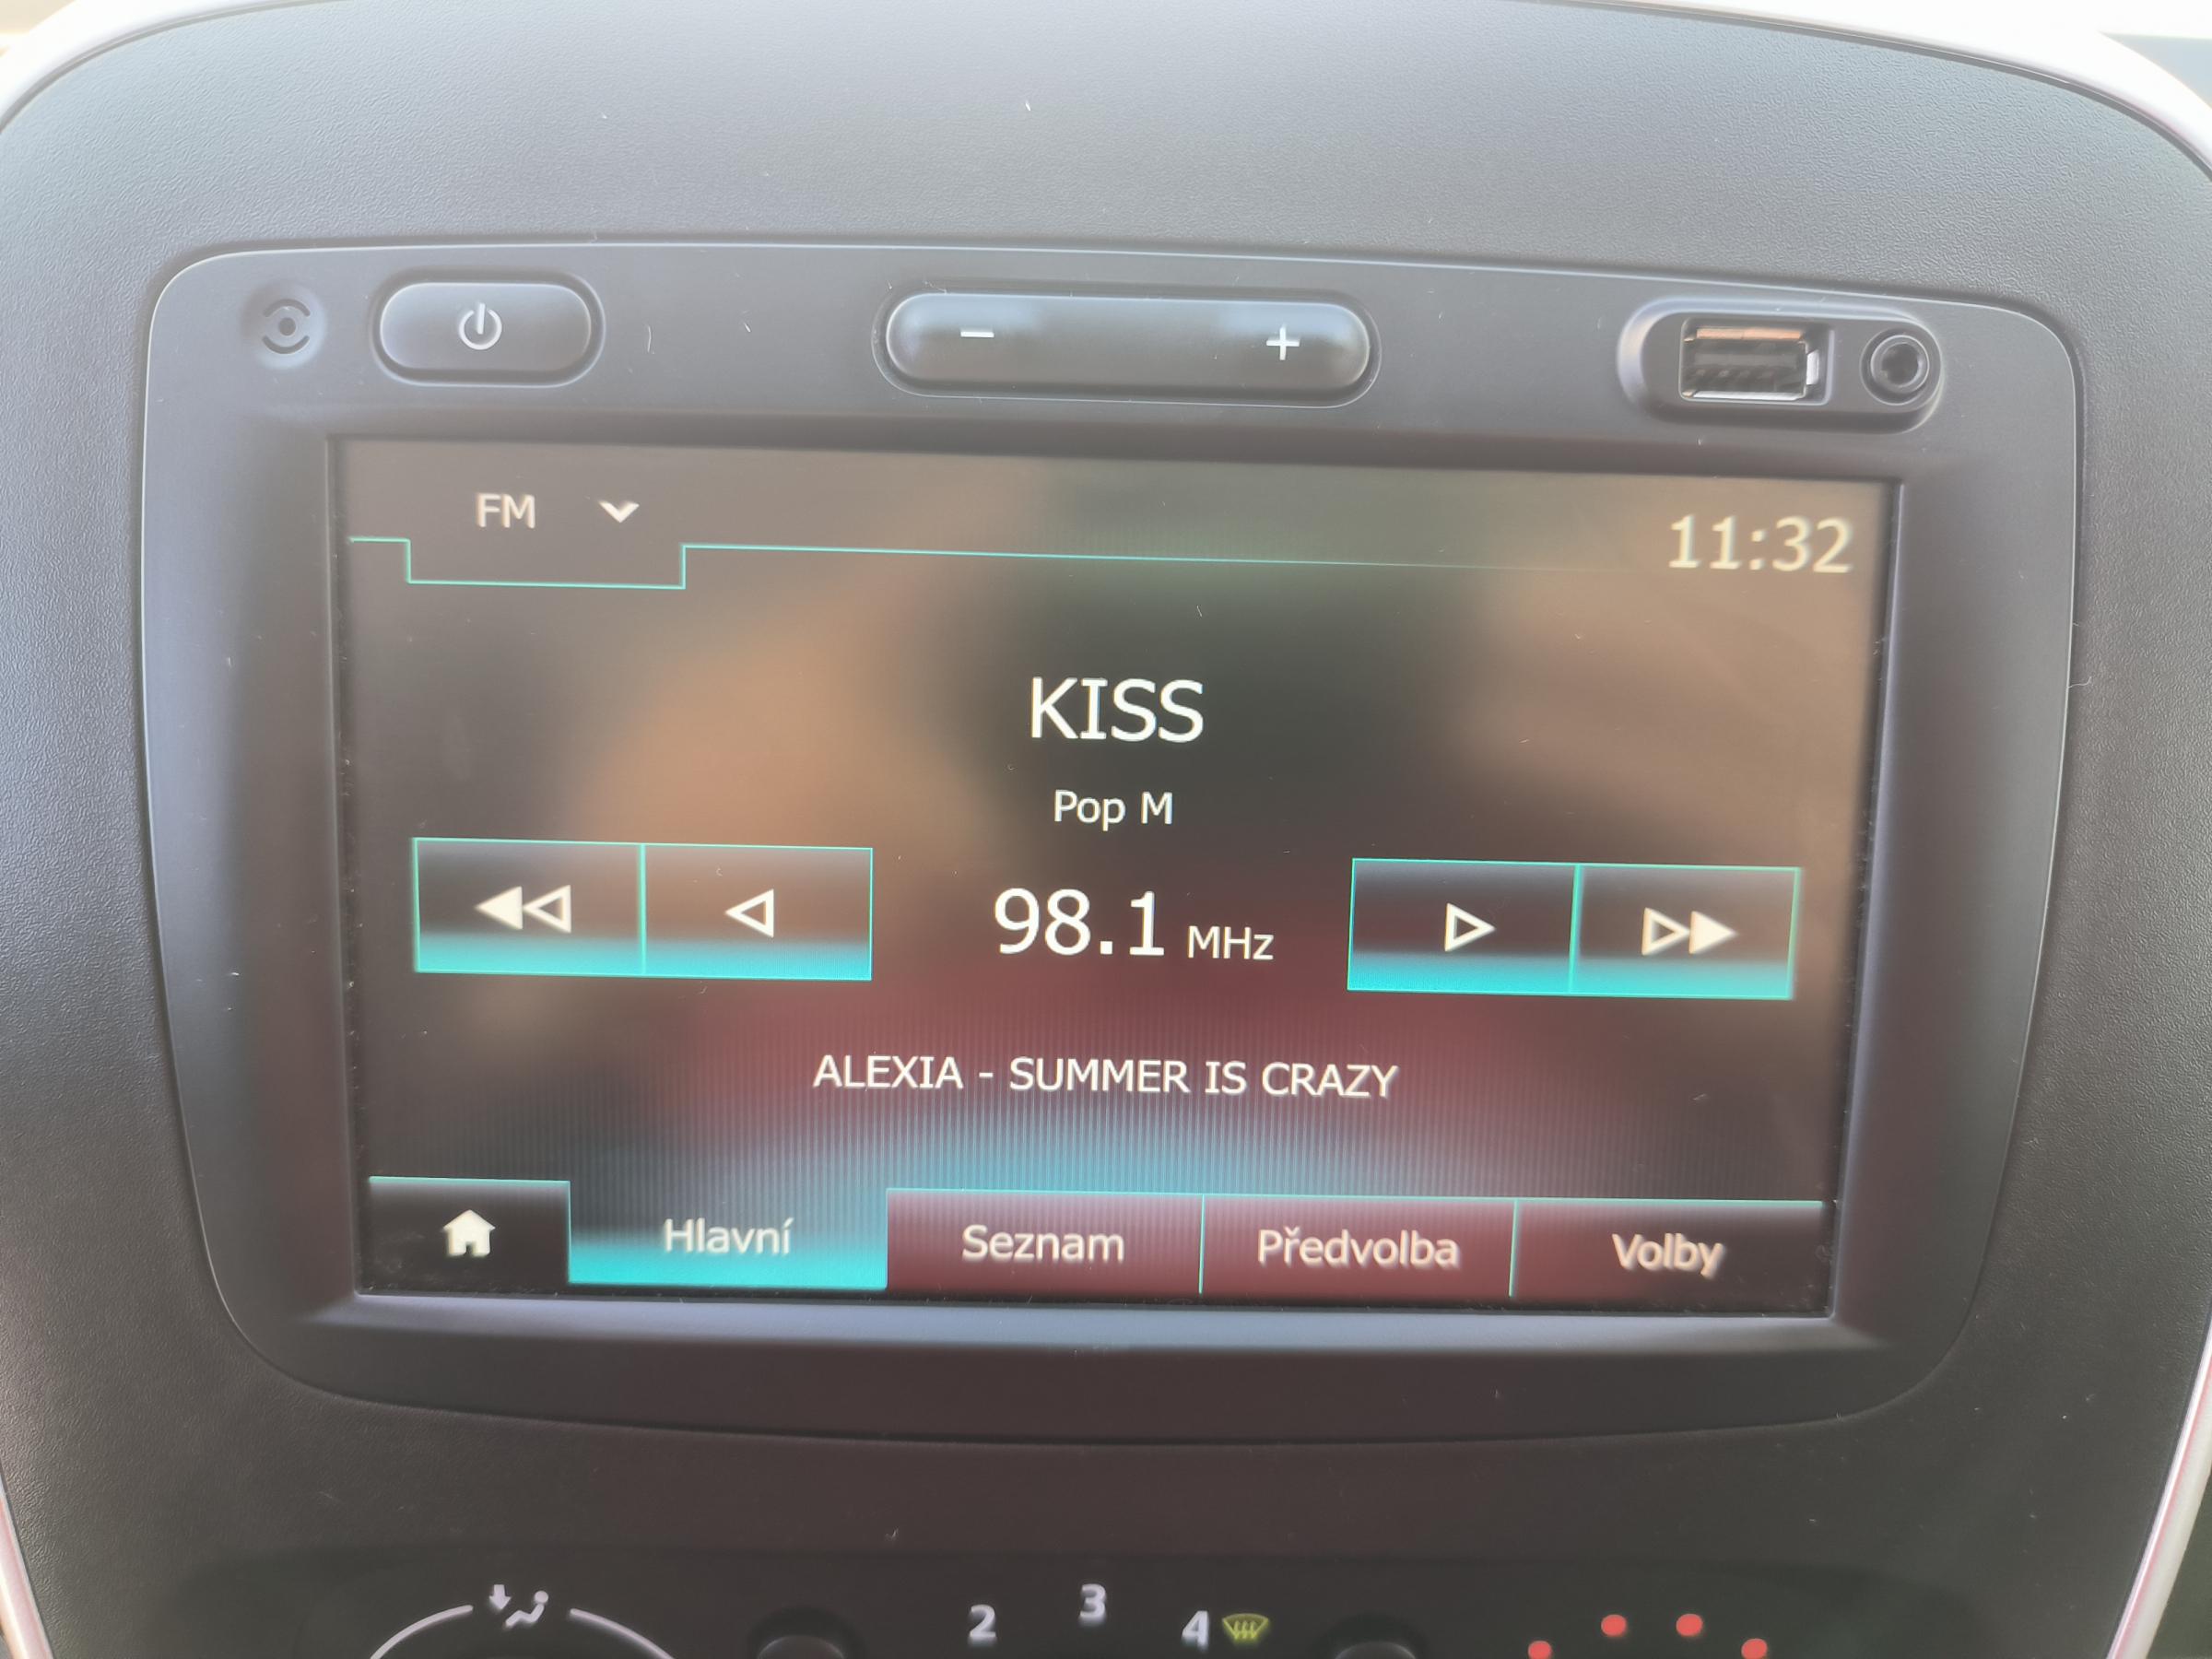 FM
11:32
KISS
Pop M
98.1 MHz
ALEXIA - SUMMER IS CRAZY
Hlavní Seznam Předvolba Volby
2 3 4